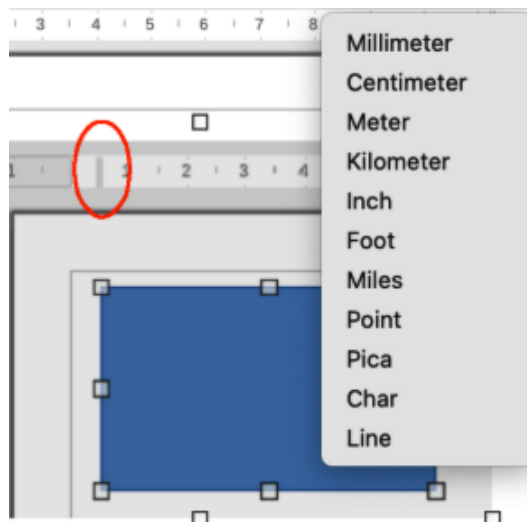 3 4 5 6 7 8
1 1 2 3 4
Millimeter
Centimeter
Meter
Kilometer
Inch
Foot
Miles
Point
Pica
Char
Line